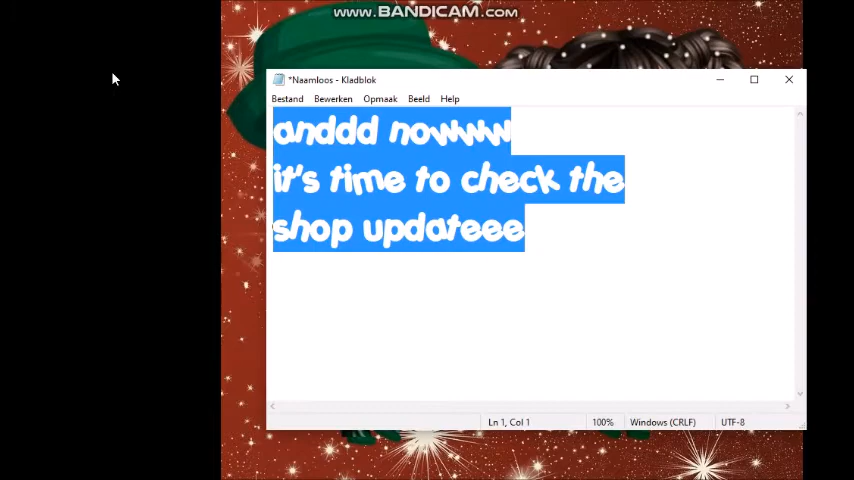 www.BANDICAM.com
*Naamloos - Kladblok
Bestand Bewerken Opmaak Beeld Help
anddd nowwww
it's time to check the
shop updateee
Ln 1, Col 1 100% Windows (CRLF) UTF-8